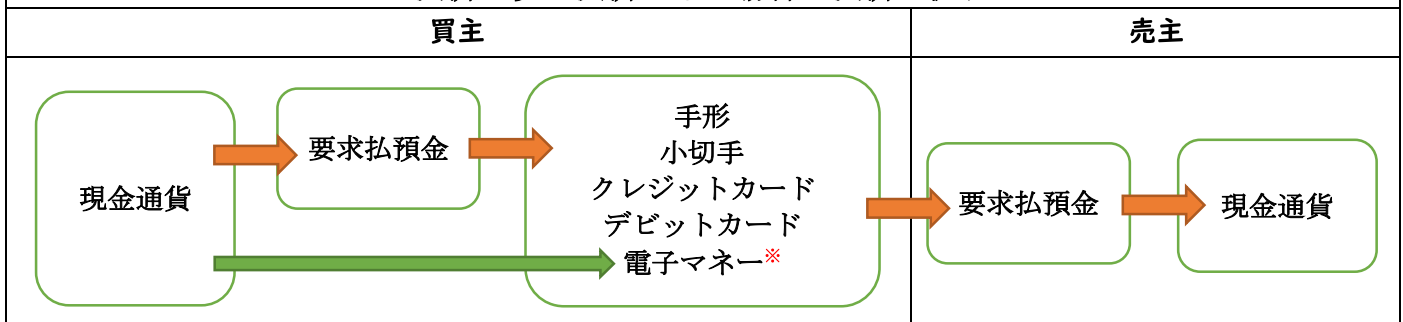 買主
売主
現金通貨
要求払預金
手形
小切手
クレジットカード
デビットカード
電子マネー※
要求払預金
現金通貨